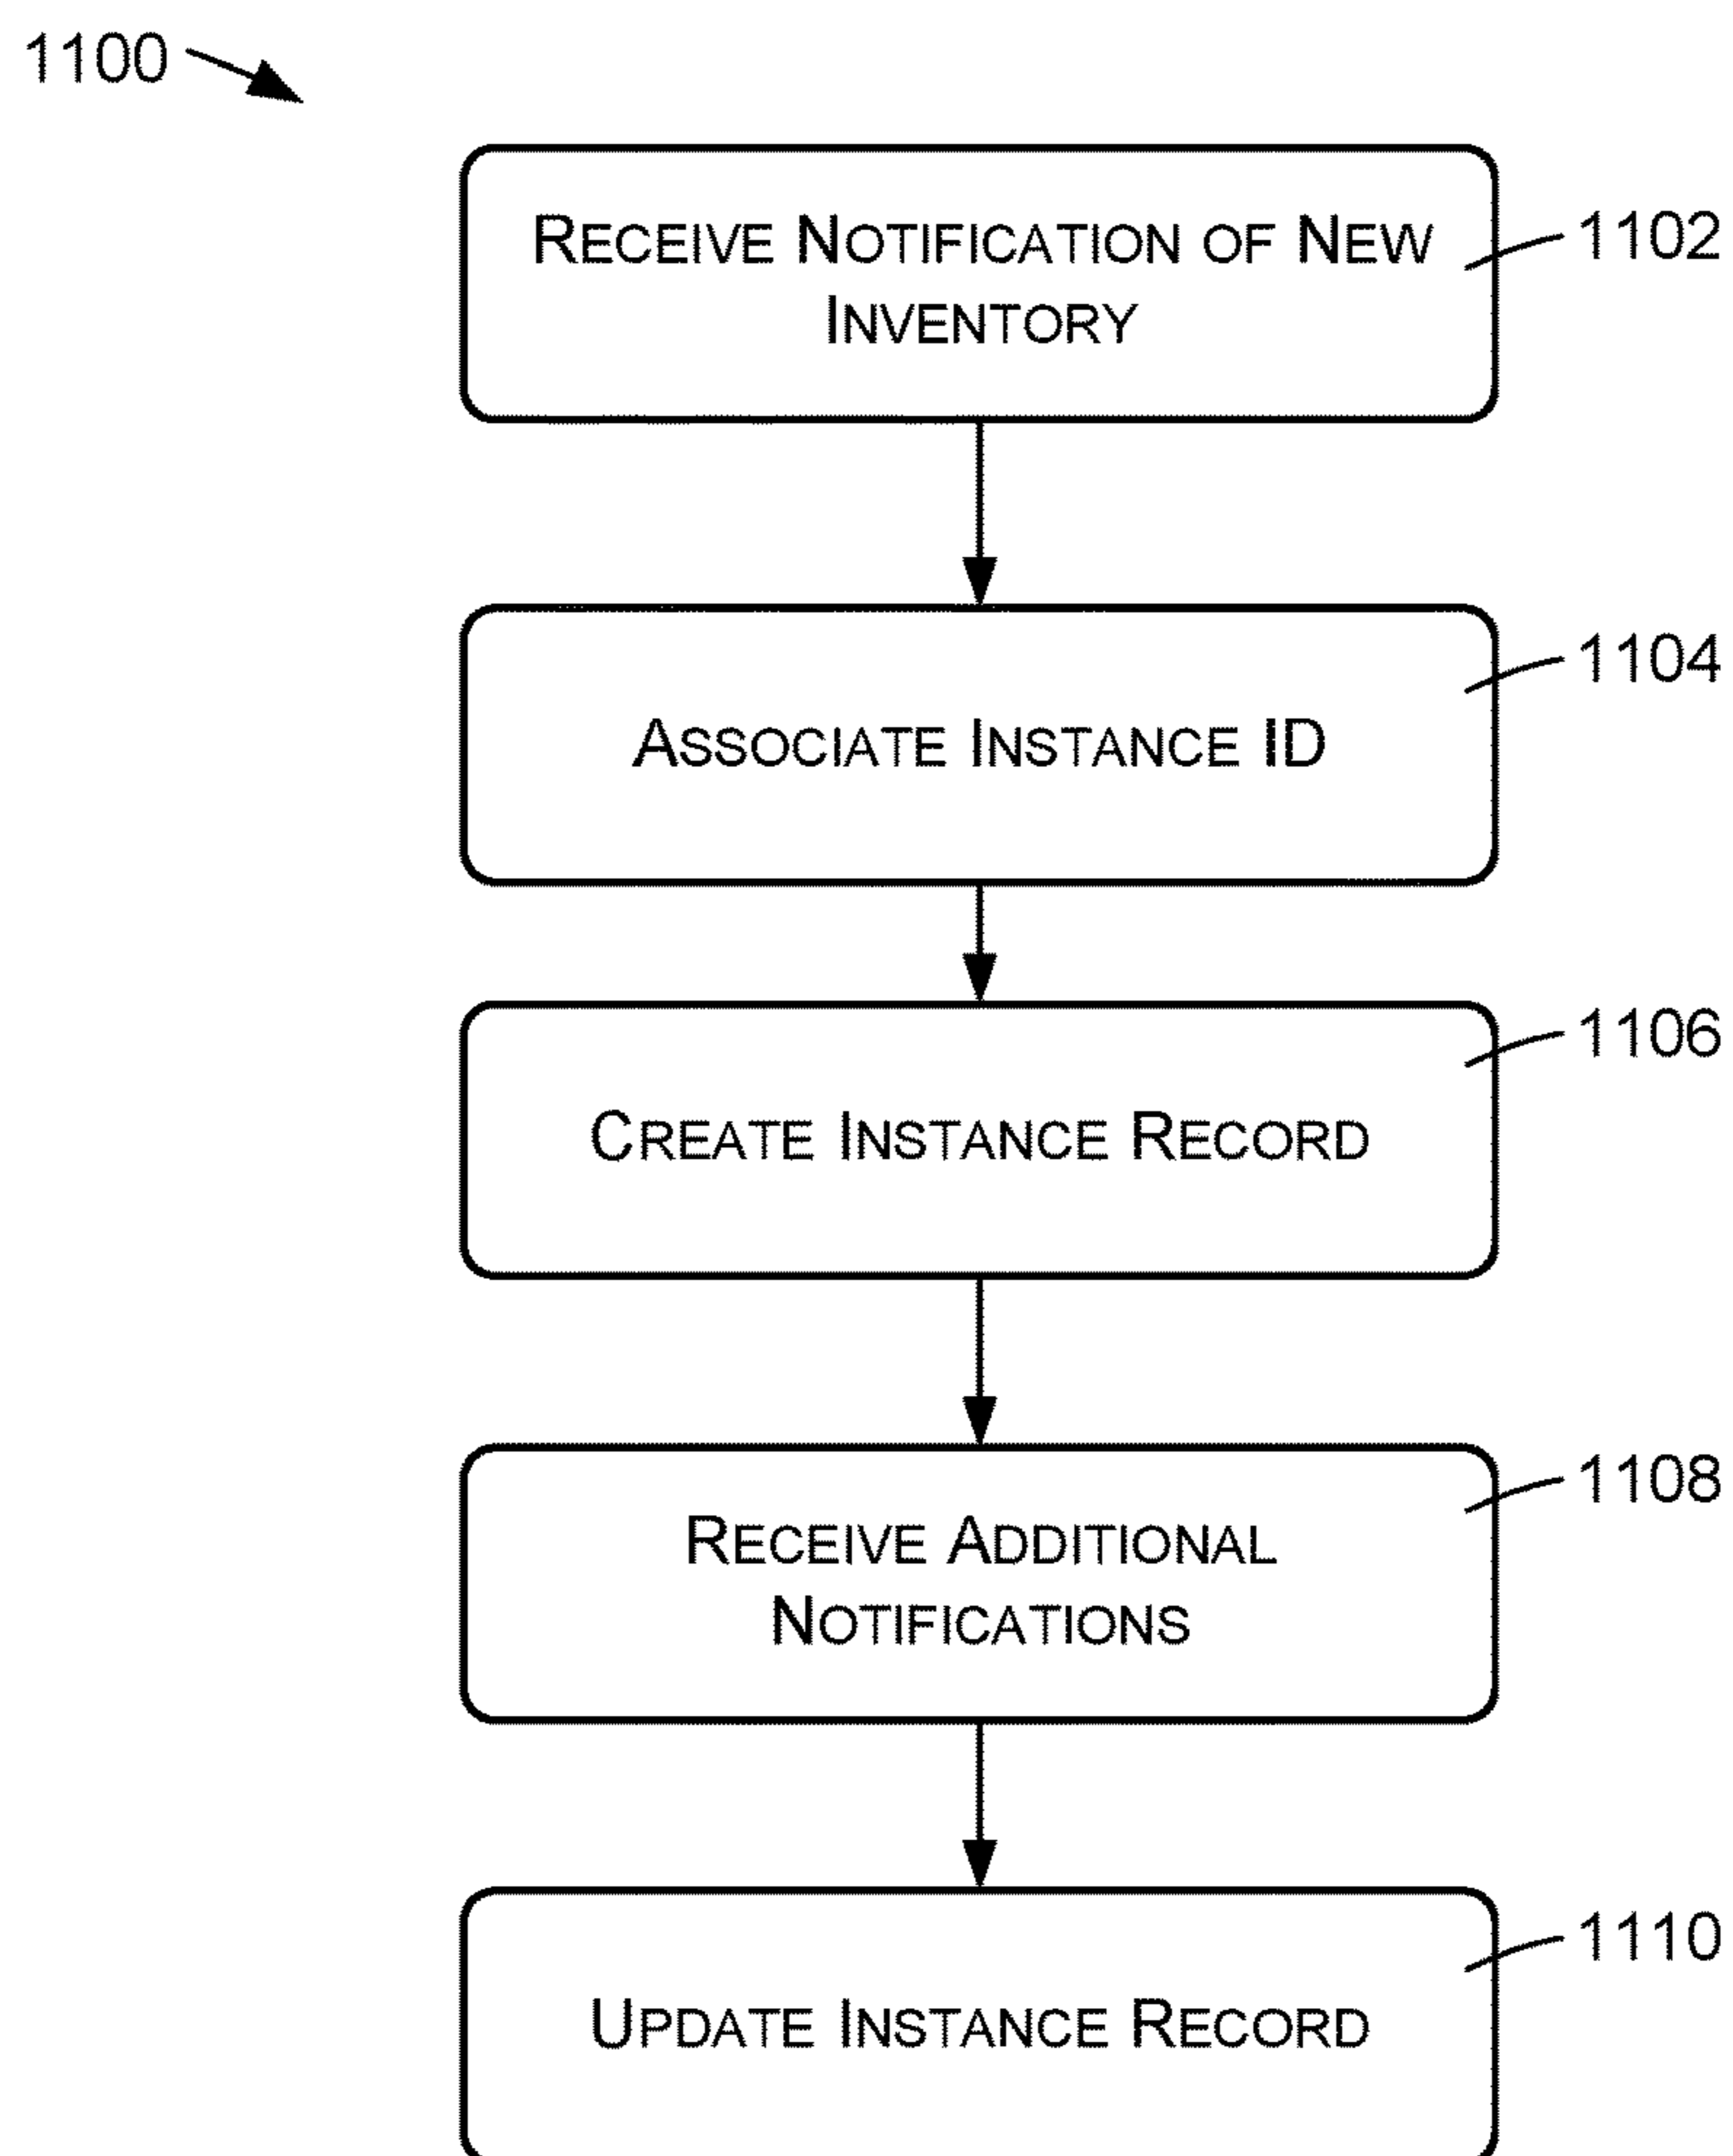 1100
RECEIVE NOTIFICATION OF NEW
INVENTORY
1102
ASSOCIATE INSTANCE ID
1104
CREATE INSTANCE RECORD
1106
RECEIVE ADDITIONAL
NOTIFICATIONS
1108
UPDATE INSTANCE RECORD
1110